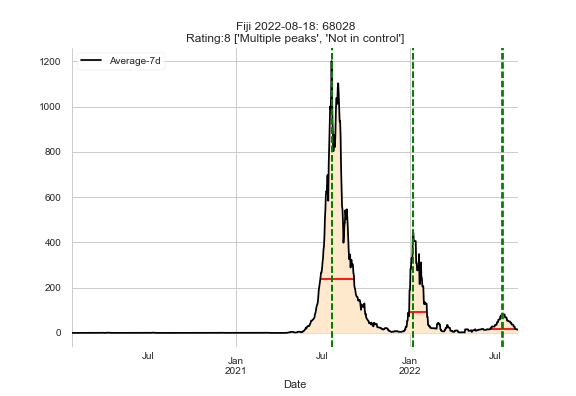 Fiji 2022-08-18: 68028
Rating:8 ['Multiple peaks', 'Not in control']
Average-7d
1200
1000
800
600
400
200
0
Jul
Jan
2021
Jul
Jan
2022
Jul
Date